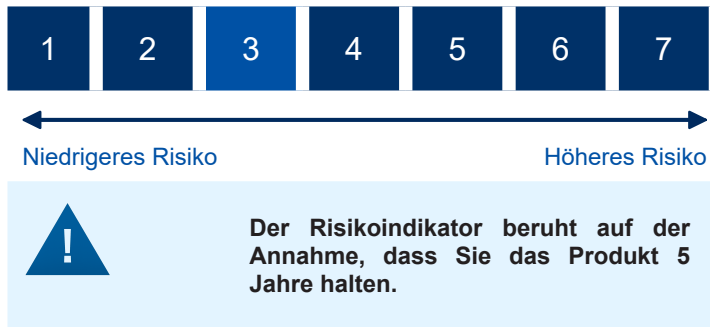 1 2 3 4 5 6 7
Niedrigeres Risiko Höheres Risiko
!
Der Risikoindikator beruht auf der
Annahme, dass Sie das Produkt 5
Jahre halten.